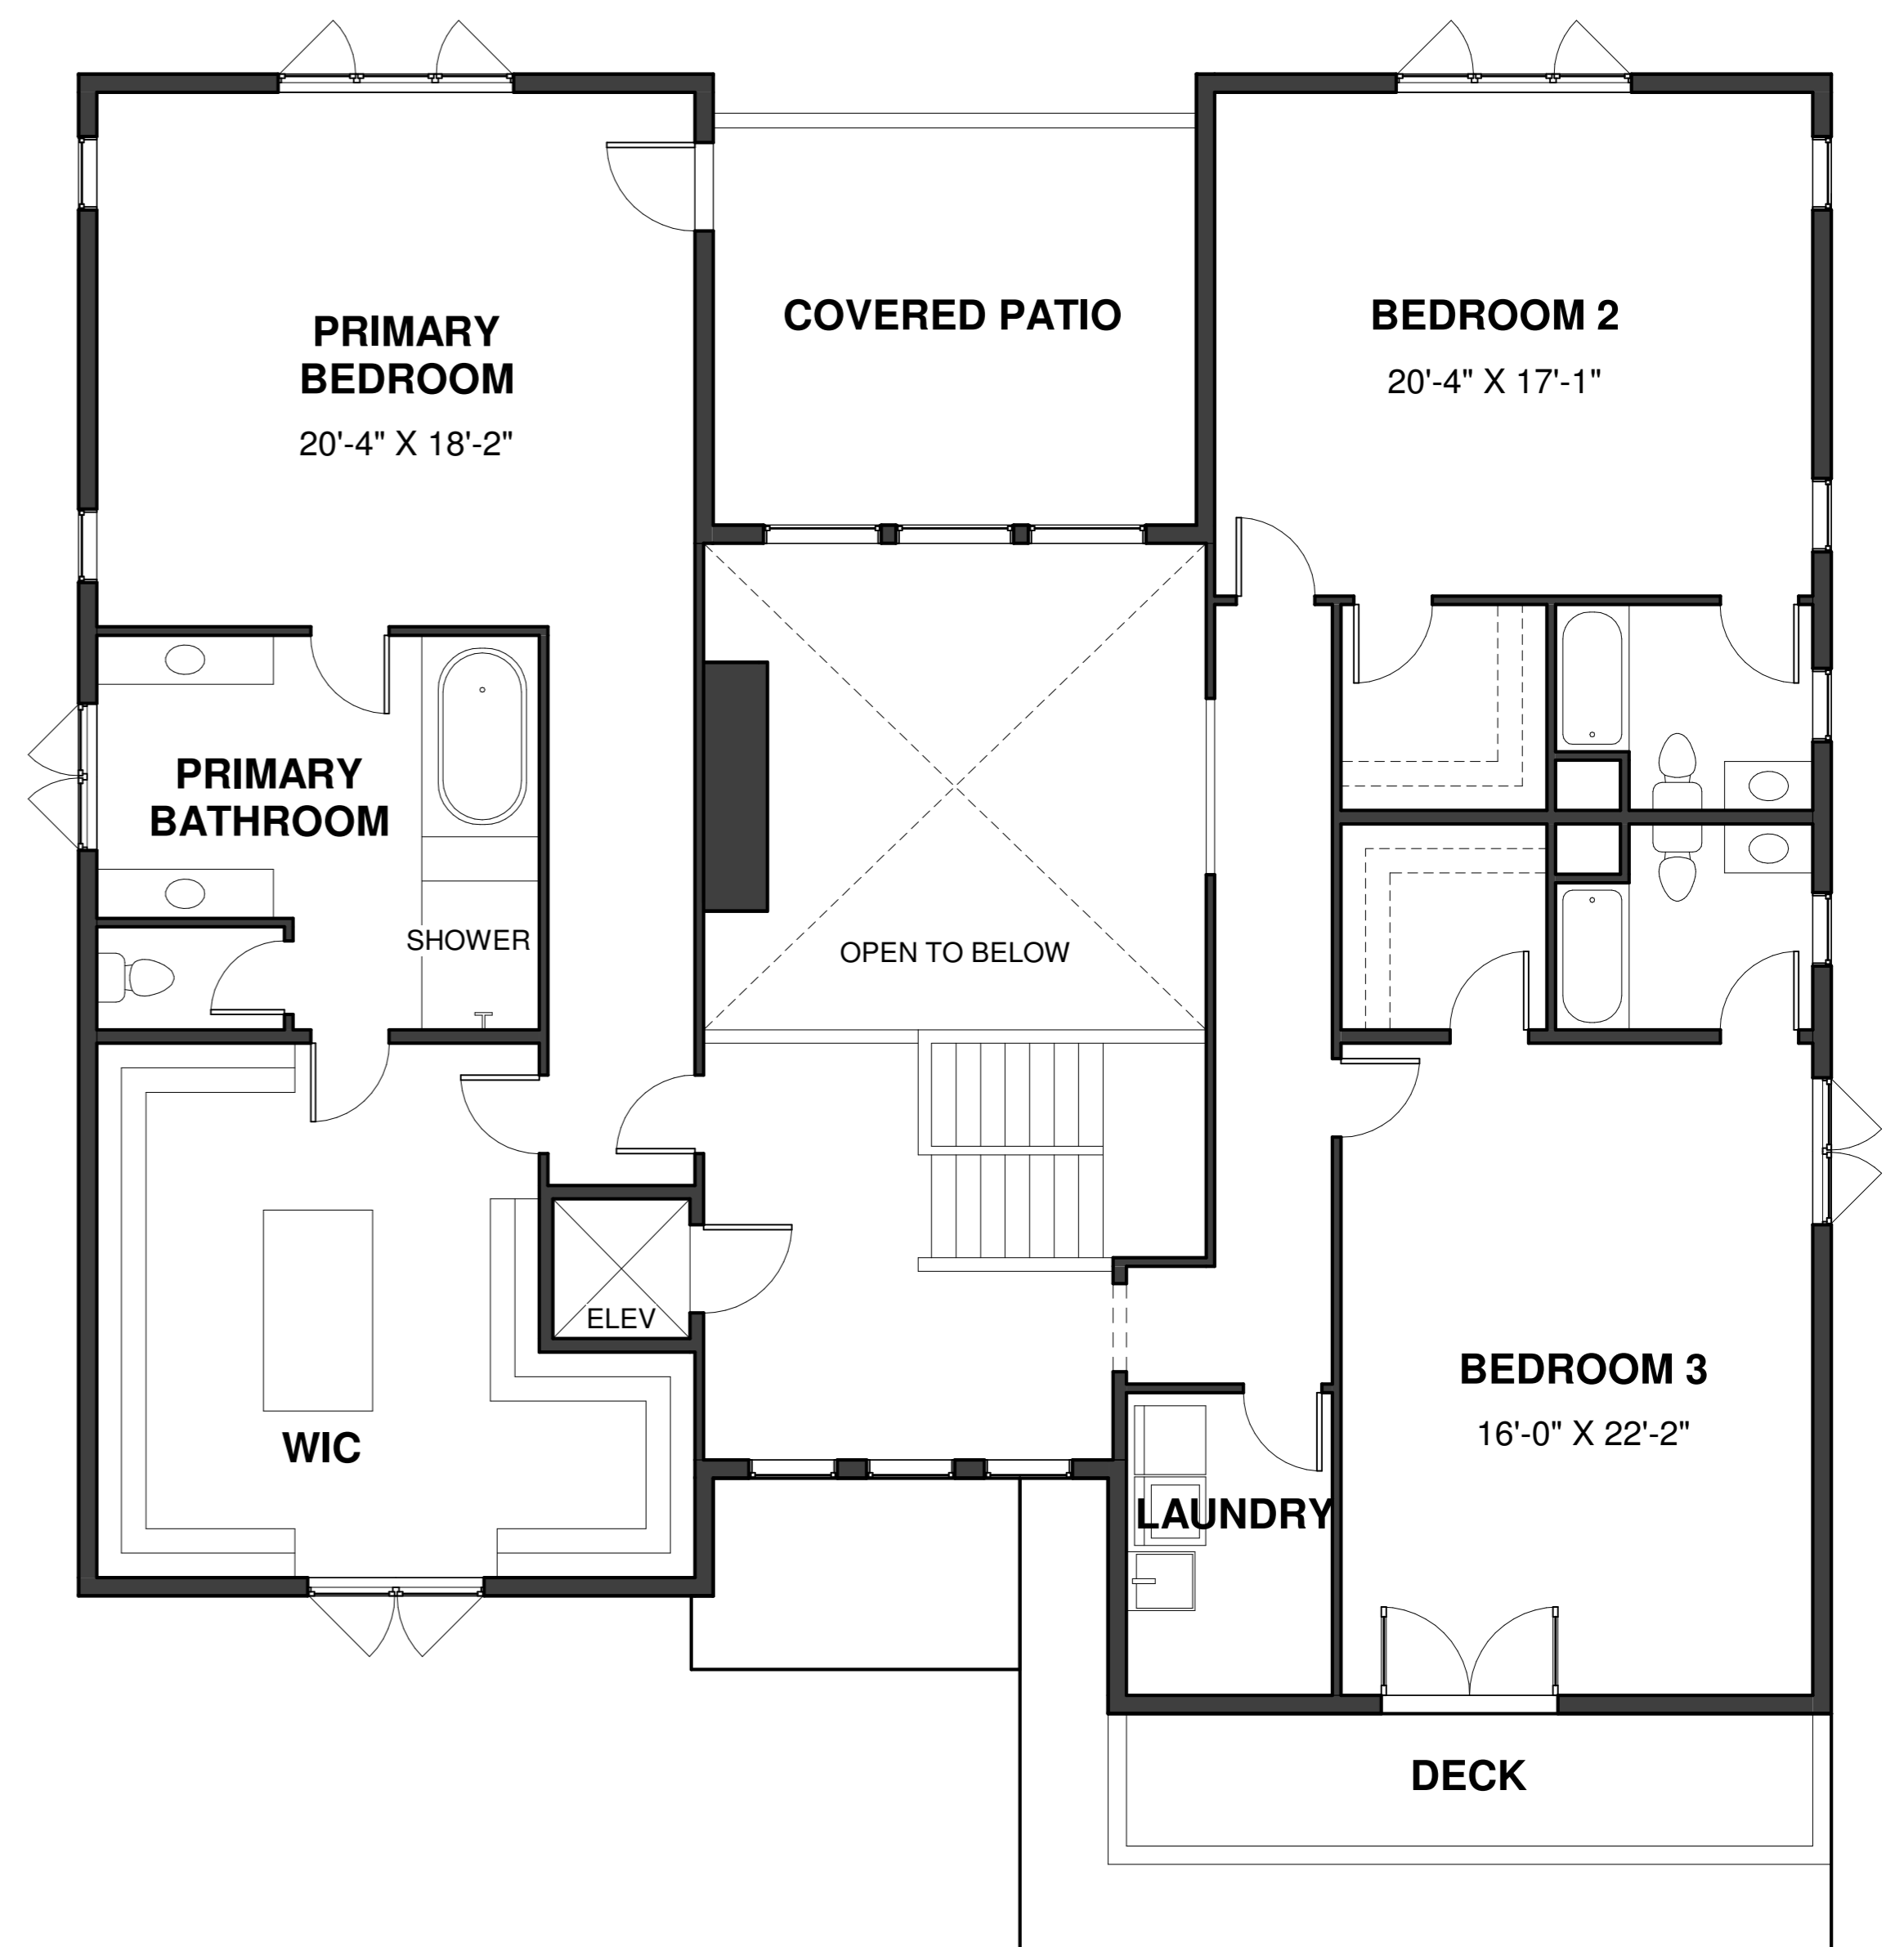 COVERED PATIO
BEDROOM 2
20'-4" X 17'-1"
PRIMARY
BEDROOM
20'-4" X 18'-2"
PRIMARY
BATHROOM
SHOWER
OPEN TO BELOW
ELEV
BEDROOM 3
16'-0" X 22'-2"
WIC
LAUNDRY
DECK